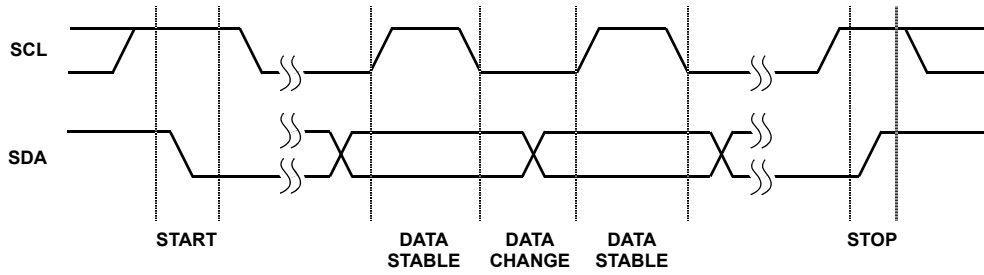 SCL
SDA
START
DATA
STABLE
DATA
CHANGE
DATA
STABLE
STOP